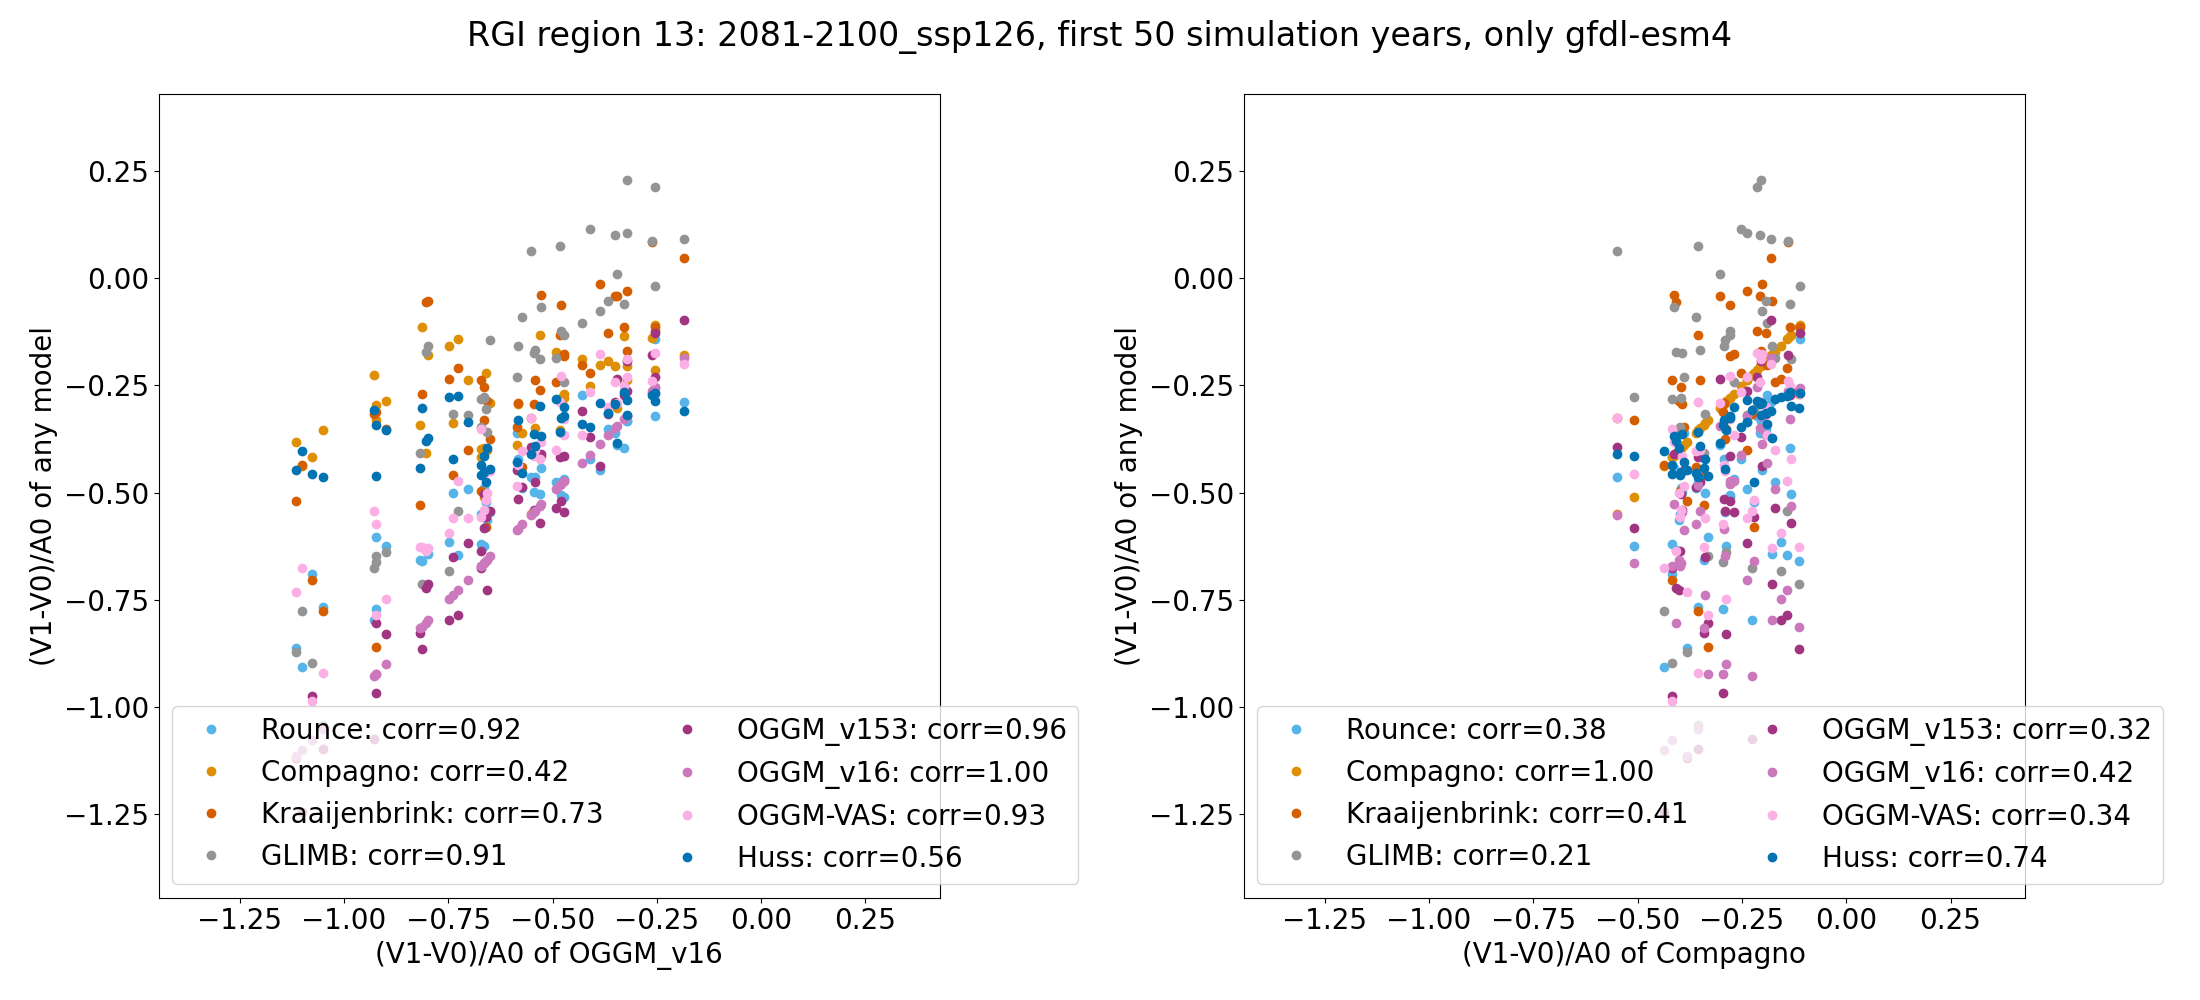 RGI region 13: 2081-2100_ssp126, first 50 simulation years, only gfdl-esm4
(V1-V0)/A0 of any model
0.25
0.00
−0.25
−0.50
−0.75
−1.00
−1.25
Rounce: corr=0.92
Compagno: corr=0.42
Kraaijenbrink: corr=0.73
GLIMB: corr=0.91
OGGM_v153: corr=0.96
OGGM_v16: corr=1.00
OGGM-VAS: corr=0.93
Huss: corr=0.56
−1.25 −1.00 −0.75 −0.50 −0.25 0.00 0.25
(V1-V0)/A0 of OGGM_v16
(V1-V0)/A0 of any model
0.25
0.00
−0.25
−0.50
−0.75
−1.00
−1.25
Rounce: corr=0.38
Compagno: corr=1.00
Kraaijenbrink: corr=0.41
GLIMB: corr=0.21
OGGM_v153: corr=0.32
OGGM_v16: corr=0.42
OGGM-VAS: corr=0.34
Huss: corr=0.74
−1.25 −1.00 −0.75 −0.50 −0.25 0.00 0.25
(V1-V0)/A0 of Compagno